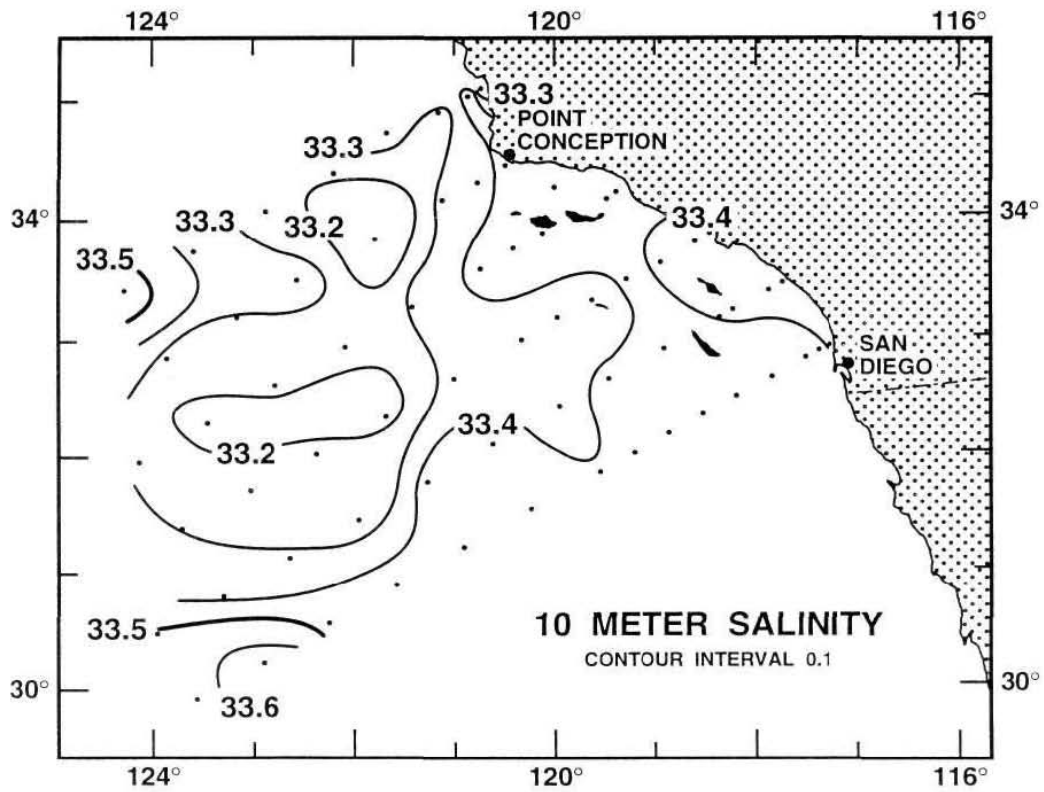 124° 120° 116°
33.3
POINT
CONCEPTION
33.3
34° 33.3 33.2 33.4 34°
33.5
SAN
DIEGO
33.4
33.2
33.5
10 METER SALINITY
CONTOUR INTERVAL 0.1
30° 33.6 30°
124° 120° 116°